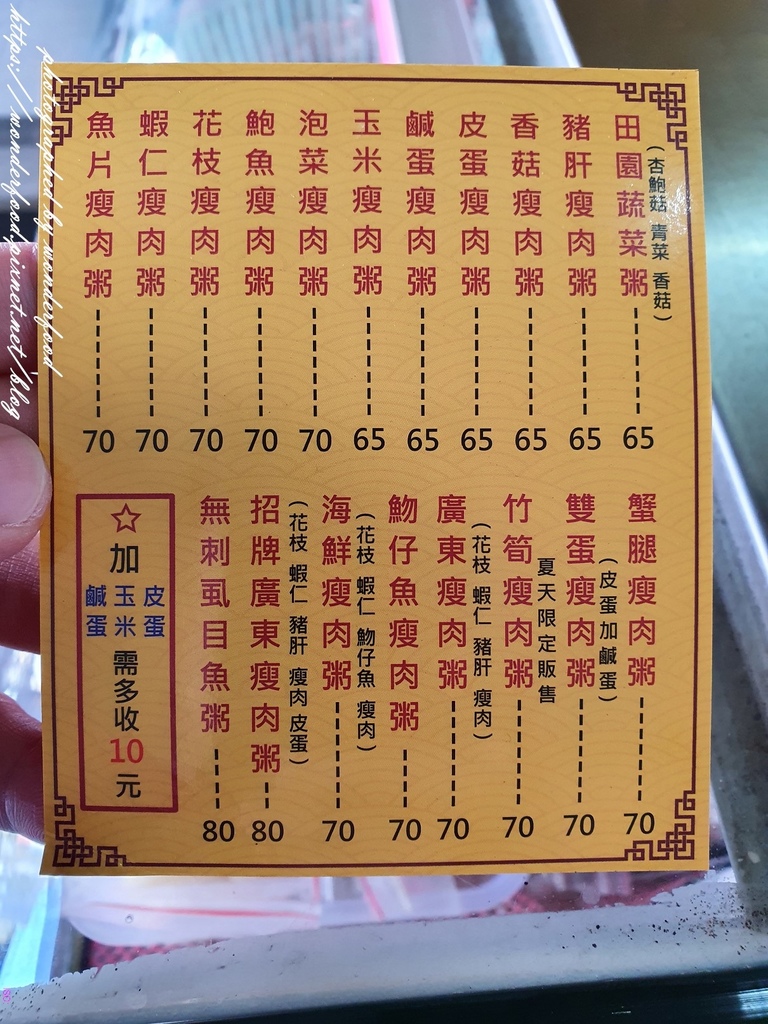 田園蔬菜粥 65
(杏鮑菇 青菜 香菇)
豬肝瘦肉粥 65
香菇瘦肉粥 65
皮蛋瘦肉粥 65
鹹蛋瘦肉粥 65
玉米瘦肉粥 65
泡菜瘦肉粥 70
鮑魚瘦肉粥 70
花枝瘦肉粥 70
蝦仁瘦肉粥 70
魚片瘦肉粥 70
蟹腿瘦肉粥 70
雙蛋瘦肉粥 70
(皮蛋加鹹蛋)
竹筍瘦肉粥 70
夏天限定販售
廣東瘦肉粥 70
(花枝 蝦仁 豬肝 瘦肉)
魩仔魚瘦肉粥 70
海鮮瘦肉粥 70
(花枝 蝦仁 魩仔魚 瘦肉)
招牌廣東瘦肉粥 80
(花枝 蝦仁 豬肝 瘦肉 皮蛋)
無刺虱目魚粥 80
☆加
皮蛋
玉米
鹹蛋
需多收
10
元
photographed by wonderfood
https://wonderfood.pixnet.net/blog